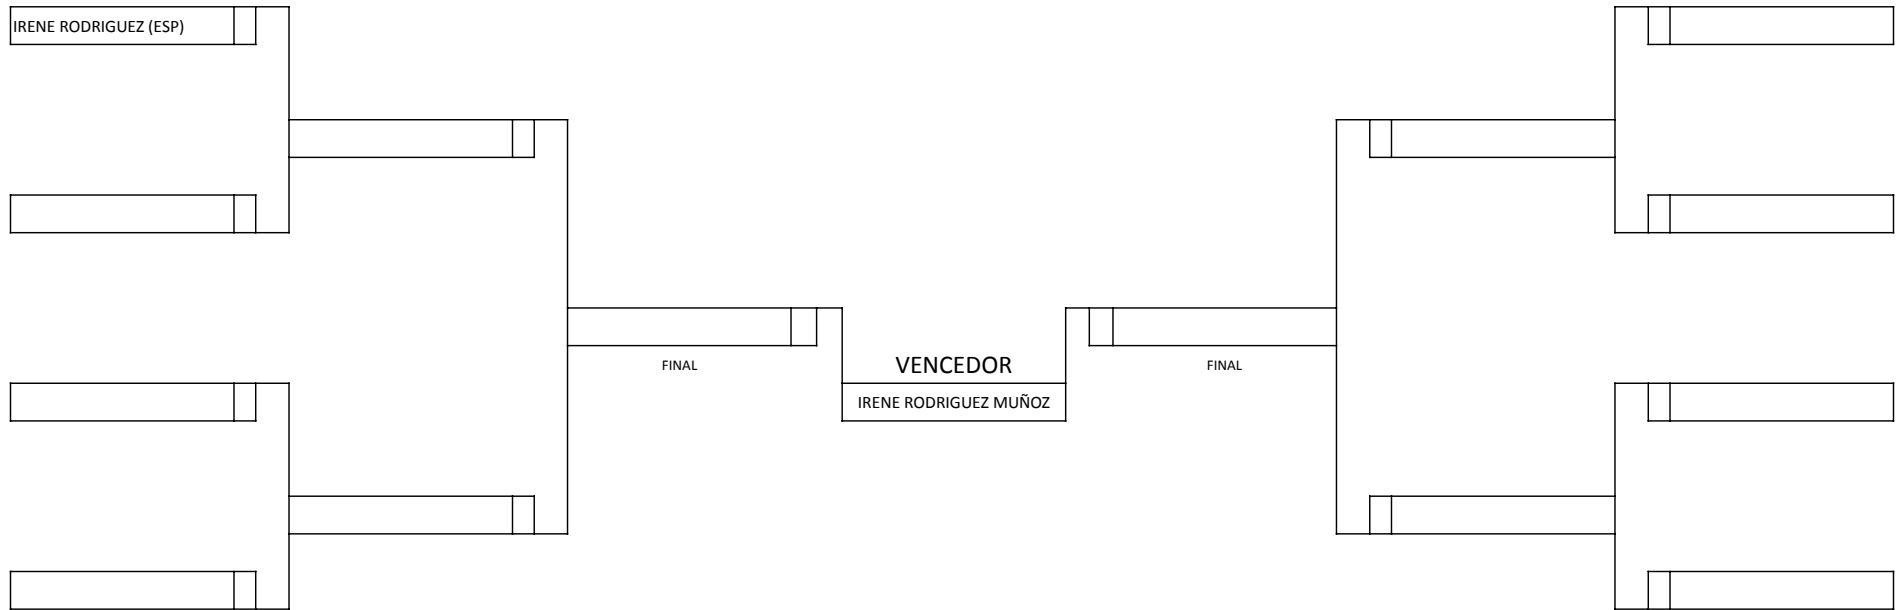 IRENE RODRIGUEZ (ESP)
FINAL
VENCEDOR
FINAL
IRENE RODRIGUEZ MUÑOZ